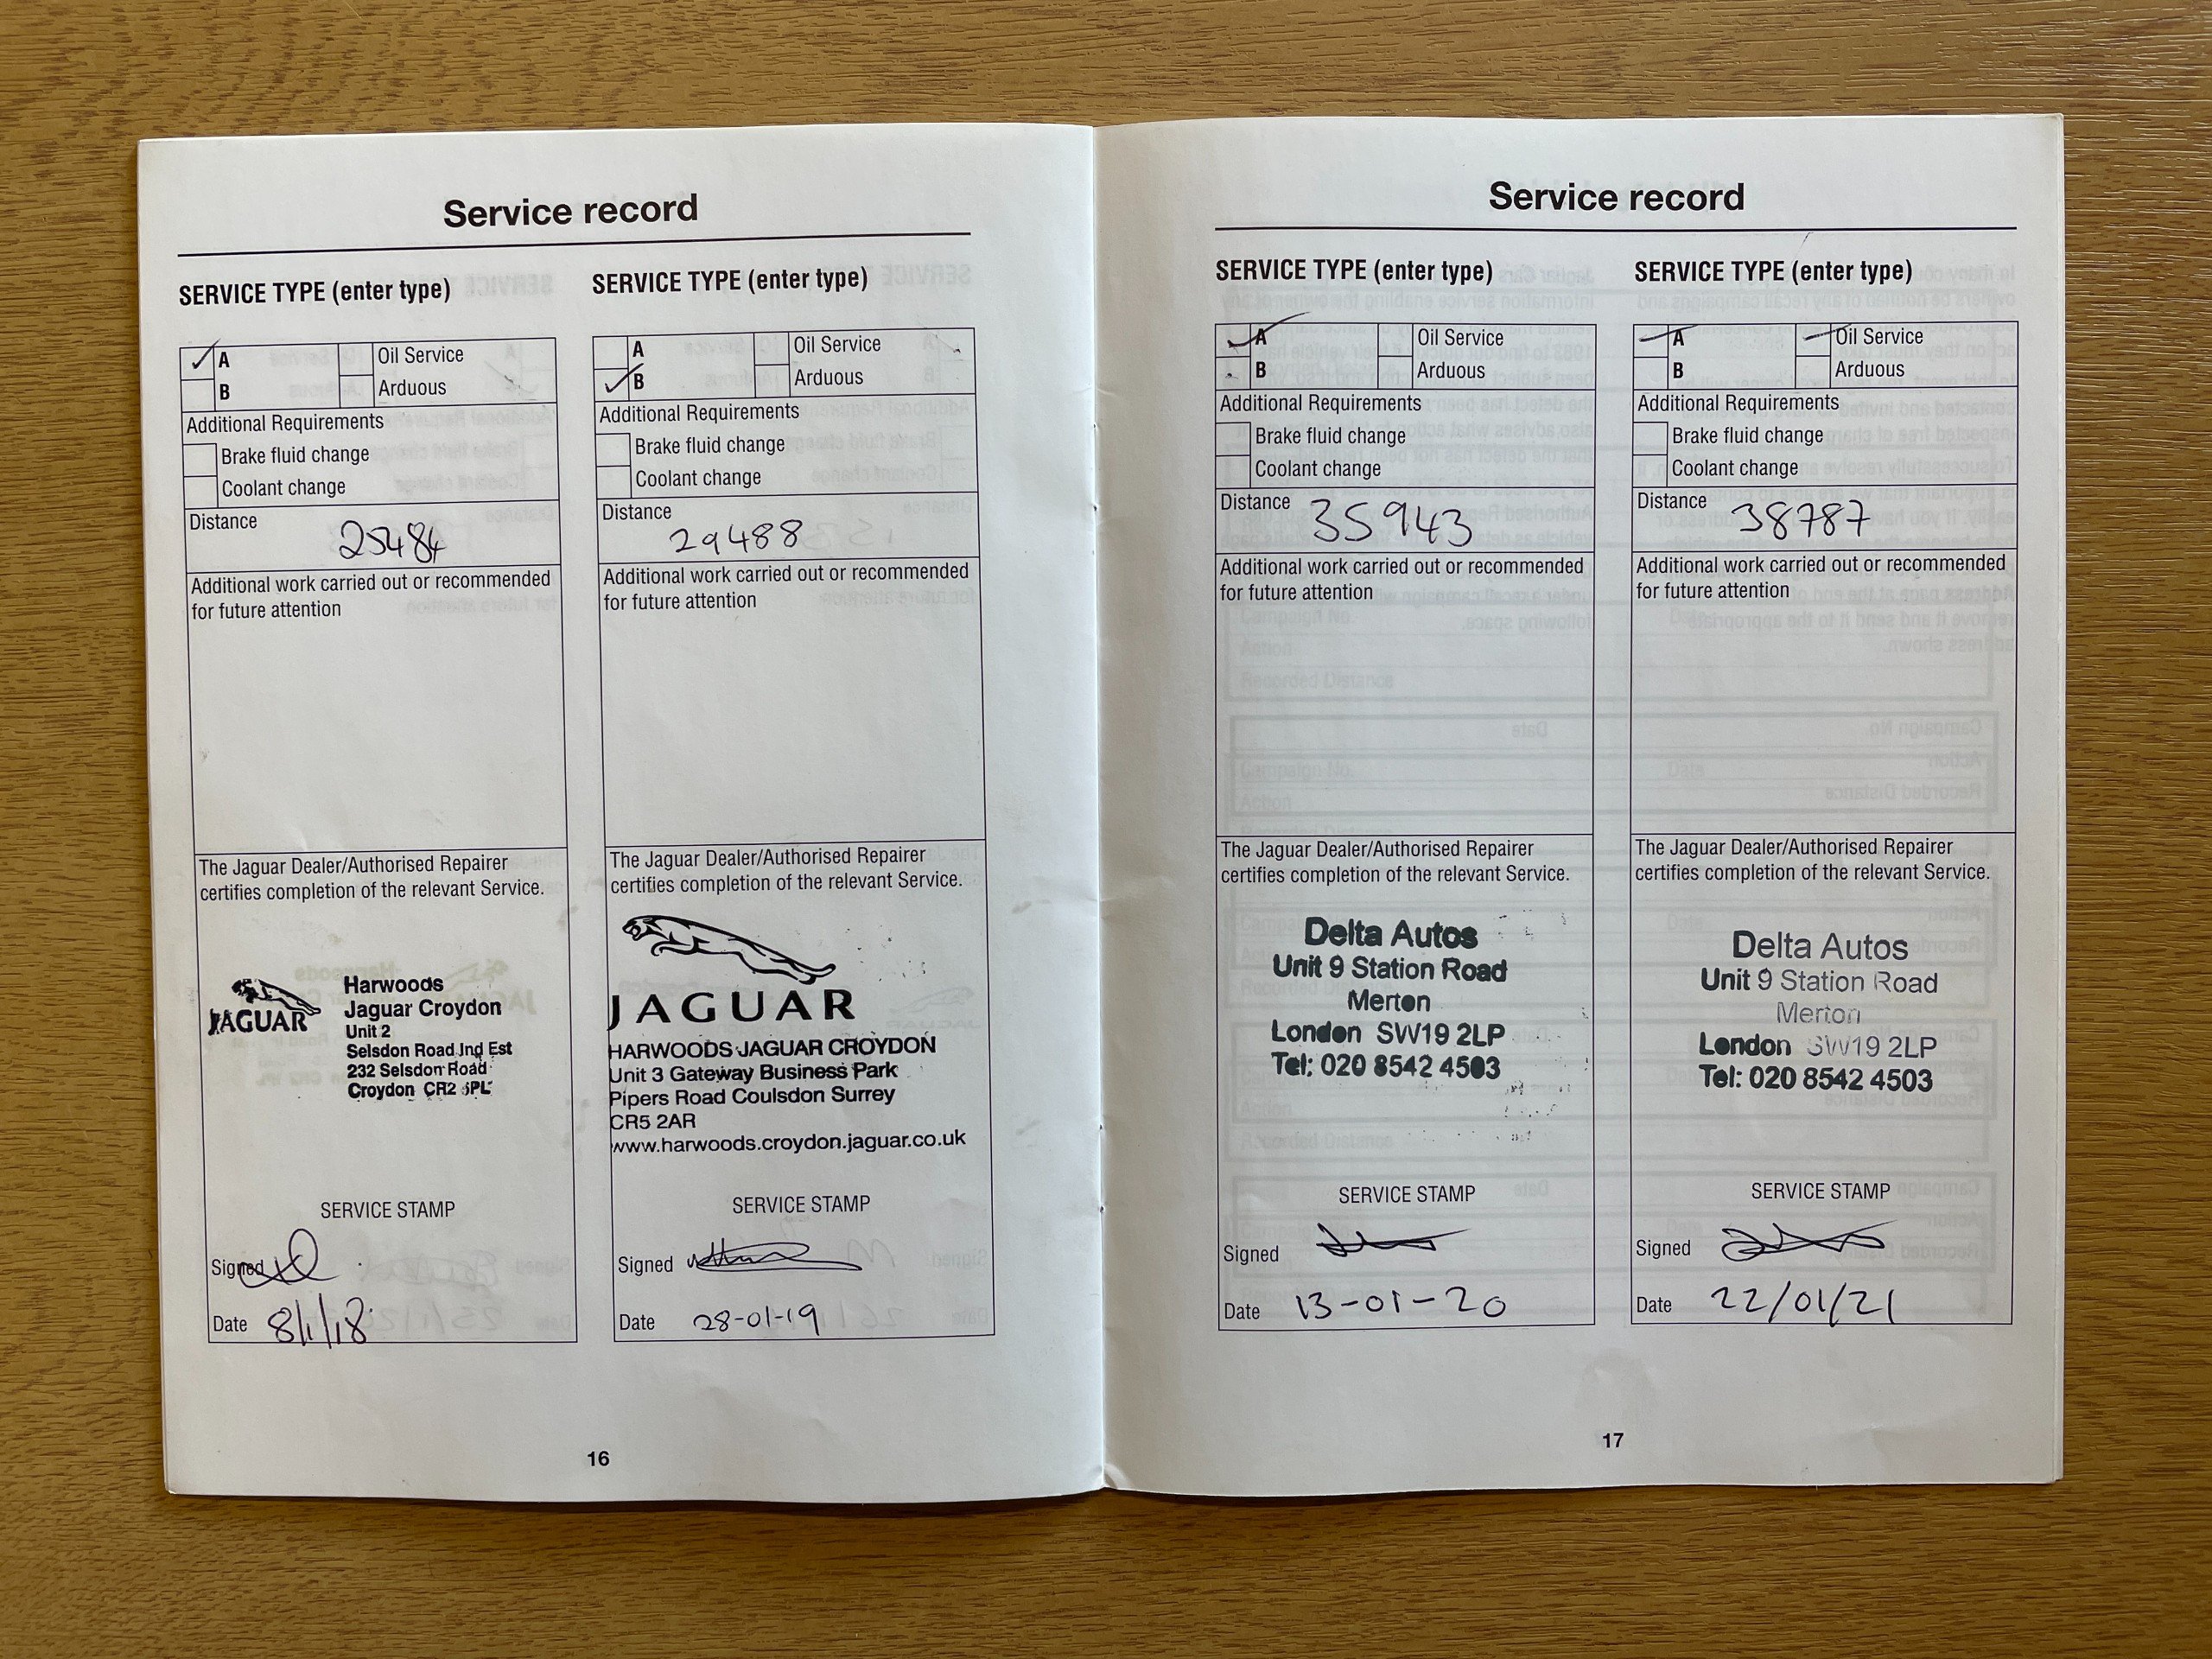 Service record
SERVICE TYPE (enter type)
A
Oil Service
B
Arduous
Additional Requirements
Brake fluid change
Coolant change
Distance
25484
Additional work carried out or recommended
for future attention
The Jaguar Dealer/Authorised Repairer
certifies completion of the relevant Service.
JAGUAR
Harwoods
Jaguar Croydon
Unit 2
Selsdon Road Ind Est
232 Selsdon Road
Croydon CR2
SERVICE STAMP
Signed
Date 8/1/18
SERVICE TYPE (enter type)
A
Oil Service
B
Arduous
Additional Requirements
Brake fluid change
Coolant change
Distance
29488
Additional work carried out or recommended
for future attention
The Jaguar Dealer/Authorised Repairer
certifies completion of the relevant Service.
JAGUAR
HARWOODS JAGUAR CROYDON
Unit 3 Gateway Business Park
Pipers Road Coulsdon Surrey
CR5 2AR
www.harwoods.croydon.jaguar.co.uk
SERVICE STAMP
Signed
Date 28-01-19
16
Service record
SERVICE TYPE (enter type)
A
Oil Service
B
Arduous
Additional Requirements
Brake fluid change
Coolant change
Distance 35943
Additional work carried out or recommended
for future attention
The Jaguar Dealer/Authorised Repairer
certifies completion of the relevant Service.
Delta Autos
Unit 9 Station Road
Merton
London SW19 2LP
Tel: 020 8542 4503
SERVICE STAMP
Signed
Date 13-01-20
SERVICE TYPE (enter type)
A
Oil Service
B
Arduous
Additional Requirements
Brake fluid change
Coolant change
Distance 38787
Additional work carried out or recommended
for future attention
The Jaguar Dealer/Authorised Repairer
certifies completion of the relevant Service.
Delta Autos
Unit 9 Station Road
Merton
London SW19 2LP
Tel: 020 8542 4503
SERVICE STAMP
Signed
Date 22/01/21
17